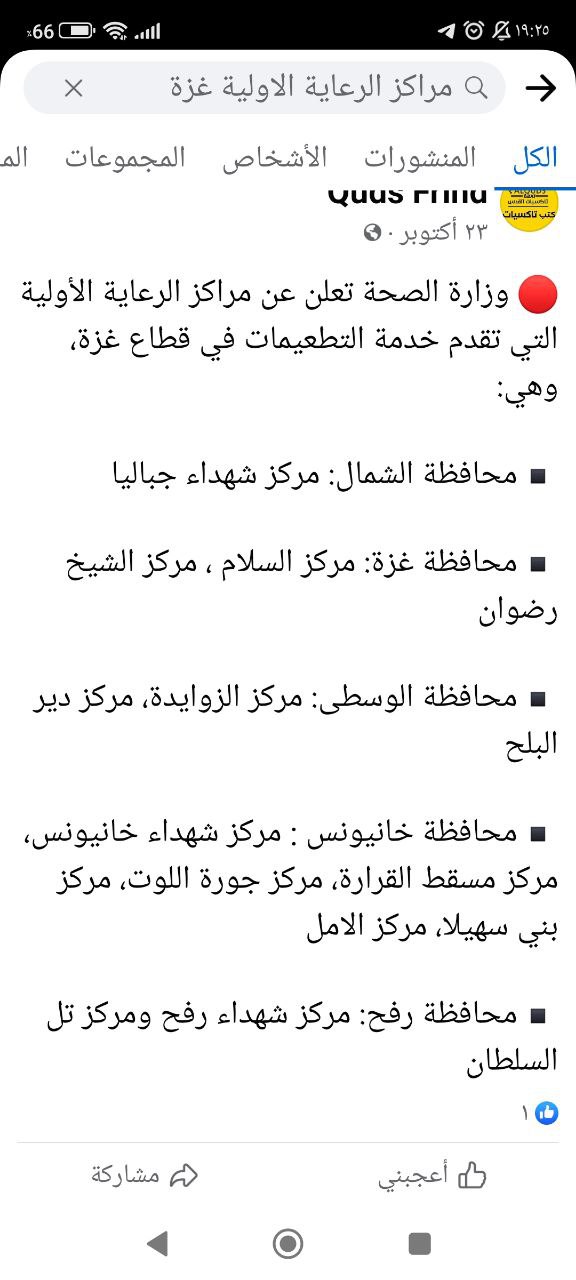 %66
١٩:٢٥
مراكز الرعاية الاولية غزة
الكل المنشورات الأشخاص المجموعات الم
Quds Frind
٢٣ أكتوبر ·
تاكسيات القدس
كتب تاكسيات
وزارة الصحة تعلن عن مراكز الرعاية الأولية
التي تقدم خدمة التطعيمات في قطاع غزة،
وهي:
▪️ محافظة الشمال: مركز شهداء جباليا
▪️ محافظة غزة: مركز السلام ، مركز الشيخ
رضوان
▪️ محافظة الوسطى: مركز الزوايدة، مركز دير
البلح
▪️ محافظة خانيونس : مركز شهداء خانيونس،
مركز مسقط القرارة، مركز جورة اللوت، مركز
بني سهيلا، مركز الامل
▪️ محافظة رفح: مركز شهداء رفح ومركز تل
السلطان
١
أعجبني
مشاركة